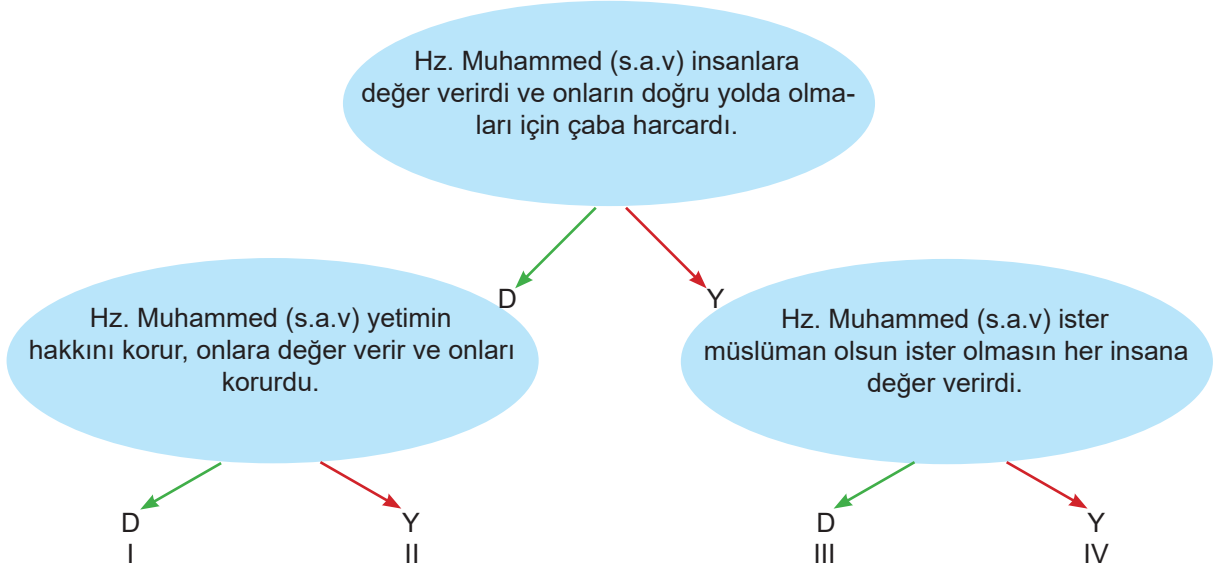 Hz. Muhammed (s.a.v) insanlara
değer verirdi ve onların doğru yolda olma-
ları için çaba harcardı.
D
Y
Hz. Muhammed (s.a.v) yetimin
hakkını korur, onlara değer verir ve onları
korurdu.
Hz. Muhammed (s.a.v) ister
müslüman olsun ister olmasın her insana
değer verirdi.
D
Y
D
Y
I
II
III
IV